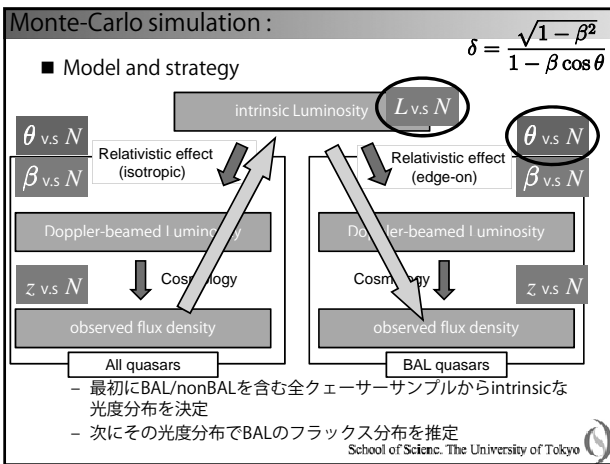 Monte-Carlo simulation :
δ = √(1 − β²) / (1 − β cos θ)
■ Model and strategy
intrinsic Luminosity
L v.s N
θ v.s N
β v.s N
Relativistic effect
(isotropic)
Doppler-beamed luminosity
z v.s N
Cosmology
observed flux density
All quasars
θ v.s N
β v.s N
Relativistic effect
(edge-on)
Doppler-beamed luminosity
z v.s N
Cosmology
observed flux density
BAL quasars
– 最初にBAL/nonBALを含む全クェーサーサンプルからintrinsicな
光度分布を決定
– 次にその光度分布でBALのフラックス分布を推定
School of Scienc. The University of Tokyo